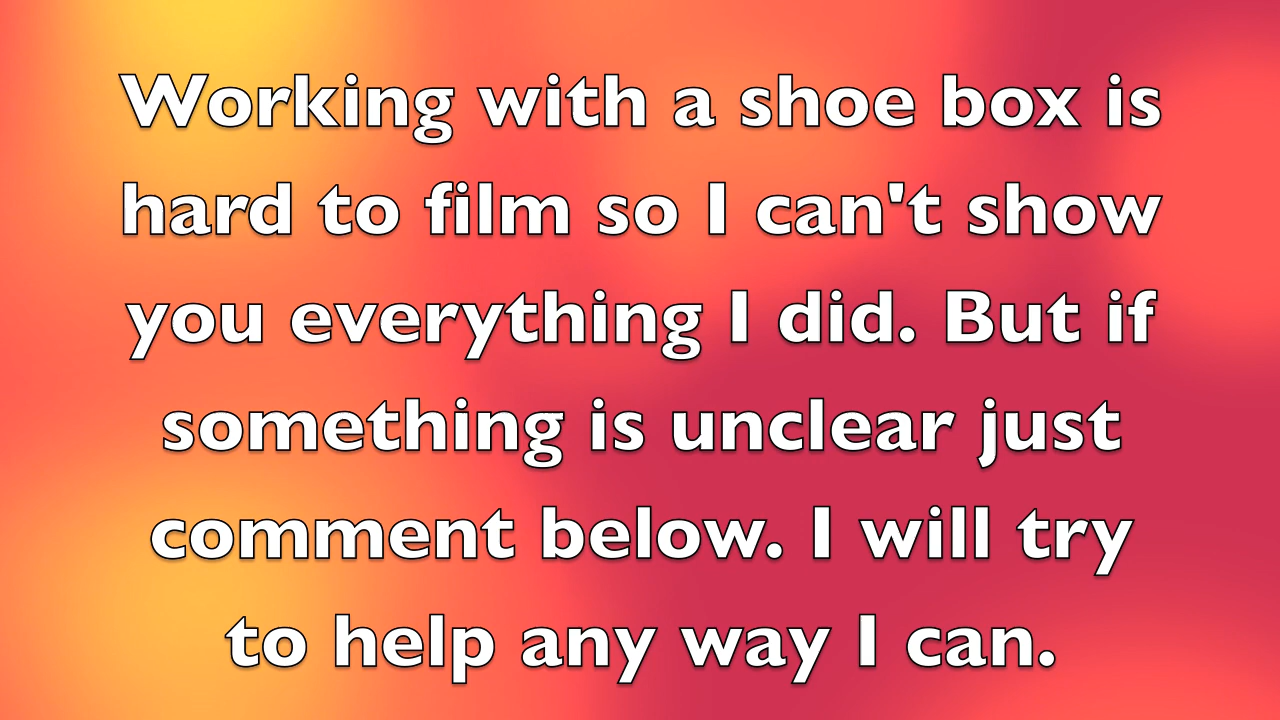 Working with a shoe box is
hard to film so I can't show
you everything I did. But if
something is unclear just
comment below. I will try
to help any way I can.